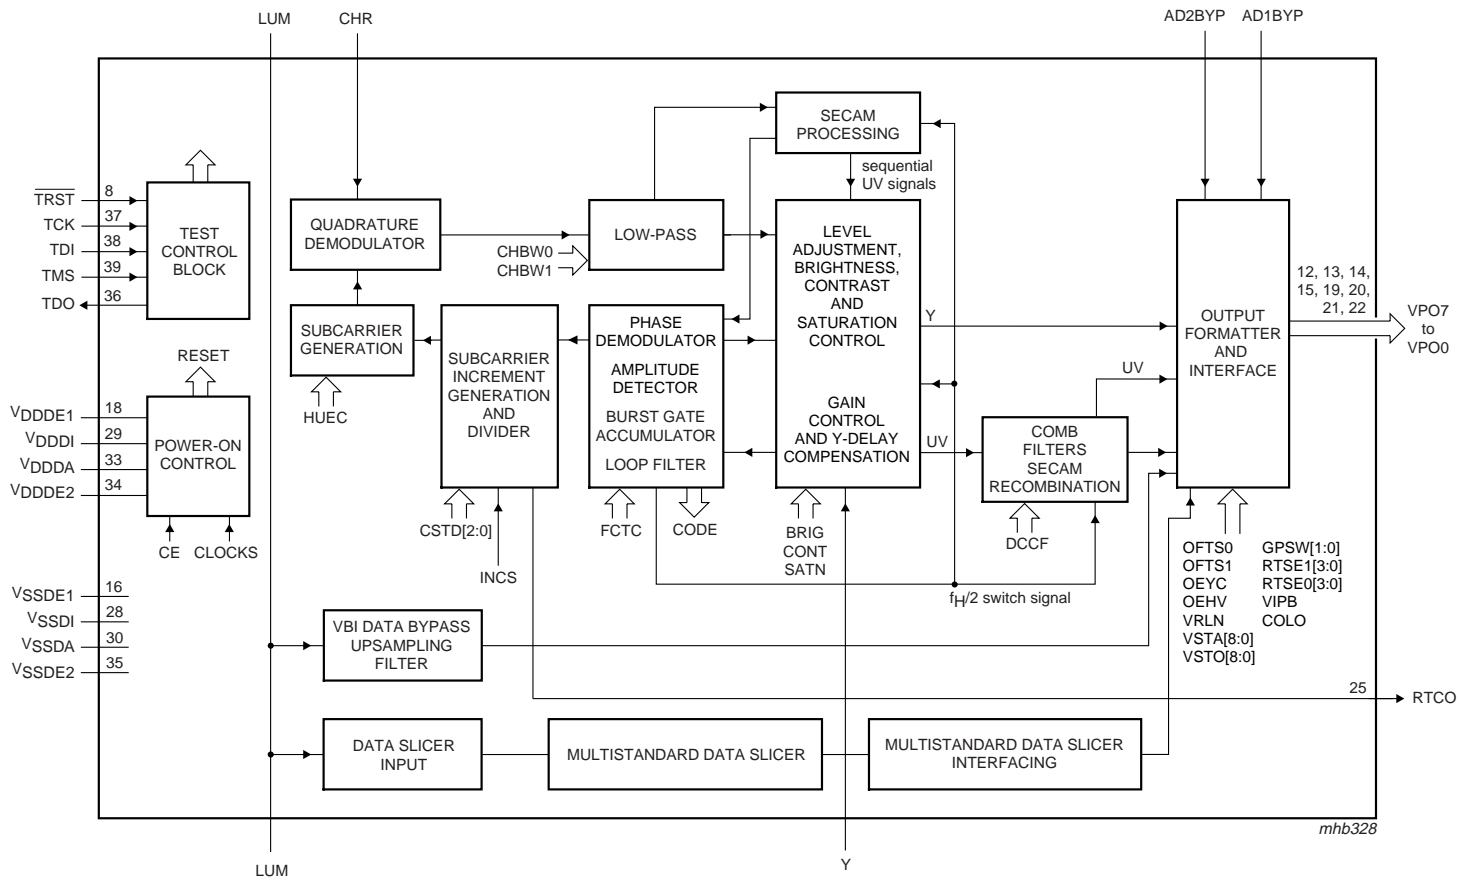 LUM
CHR
AD2BYP
AD1BYP
SECAM
PROCESSING
sequential
UV signals
TRST
8
TCK
37
TDI
38
TMS
39
TDO
36
TEST
CONTROL
BLOCK
QUADRATURE
DEMODULATOR
LOW-PASS
CHBW0
CHBW1
LEVEL
ADJUSTMENT,
BRIGHTNESS,
CONTRAST
AND
SATURATION
CONTROL
GAIN
CONTROL
AND Y-DELAY
COMPENSATION
Y
UV
UV
OUTPUT
FORMATTER
AND
INTERFACE
12, 13, 14,
15, 19, 20,
21, 22
VPO7
to
VPO0
SUBCARRIER
GENERATION
HUEC
SUBCARRIER
INCREMENT
GENERATION
AND
DIVIDER
CSTD[2:0]
INCS
PHASE
DEMODULATOR
AMPLITUDE
DETECTOR
BURST GATE
ACCUMULATOR
LOOP FILTER
FCTC
CODE
BRIG
CONT
SATN
COMB
FILTERS
SECAM
RECOMBINATION
DCCF
fH/2 switch signal
RESET
POWER-ON
CONTROL
VDDDE1
18
VDDDI
29
VDDDA
33
VDDDE2
34
CE
CLOCKS
VSSDE1
16
VSSDI
28
VSSDA
30
VSSDE2
35
OFTS0
OFTS1
OEYC
OEHV
VRLN
VSTA[8:0]
VSTO[8:0]
GPSW[1:0]
RTSE1[3:0]
RTSE0[3:0]
VIPB
COLO
VBI DATA BYPASS
UPSAMPLING
FILTER
25
RTCO
DATA SLICER
INPUT
MULTISTANDARD DATA SLICER
MULTISTANDARD DATA SLICER
INTERFACING
mhb328
LUM
Y